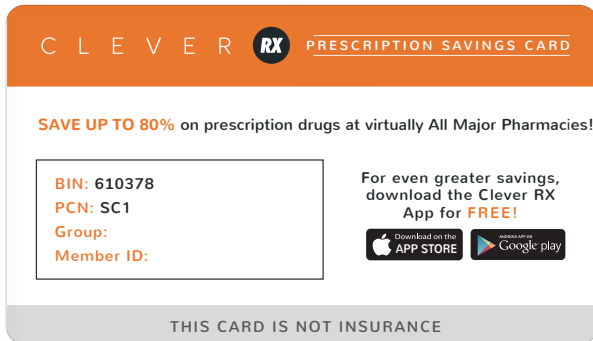 CLEVER RX PRESCRIPTION SAVINGS CARD
SAVE UP TO 80% on prescription drugs at virtually All Major Pharmacies!
BIN: 610378
PCN: SC1
Group:
Member ID:
For even greater savings,
download the Clever RX
App for FREE!
Download on the
APP STORE
ANDROID APP ON
Google play
THIS CARD IS NOT INSURANCE